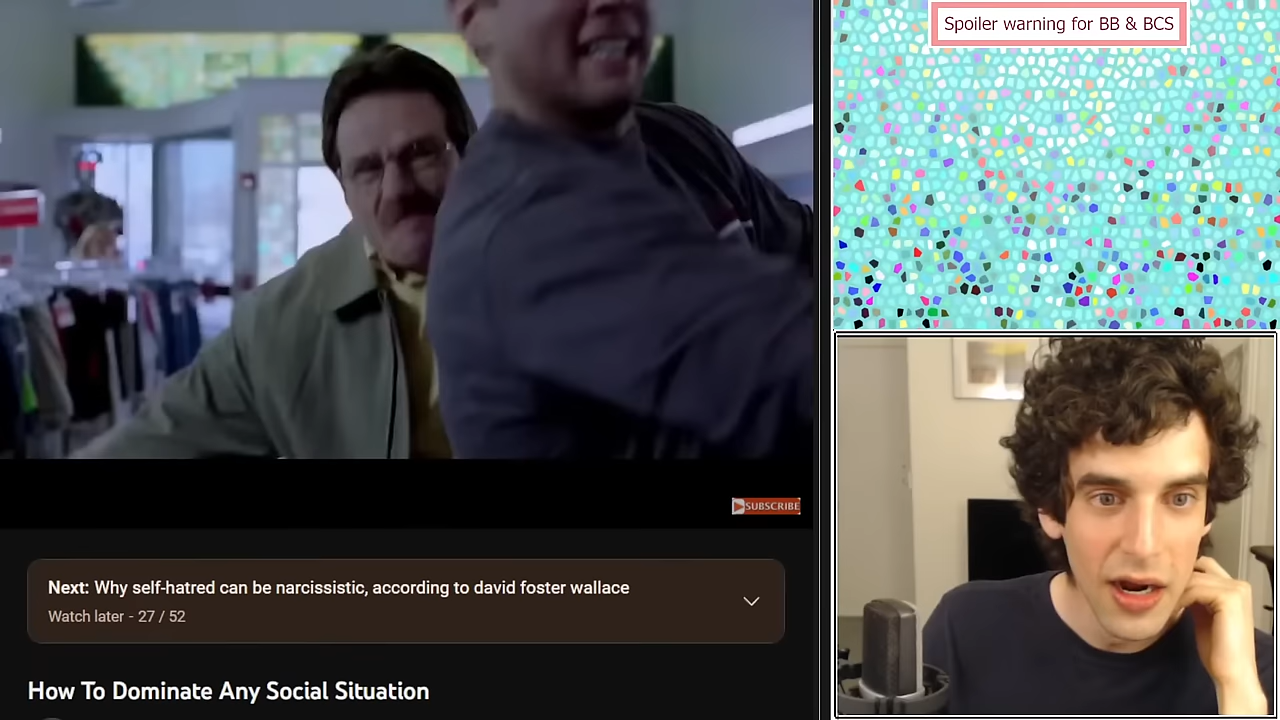 Spoiler warning for BB & BCS
SUBSCRIBE
Next: Why self-hatred can be narcissistic, according to david foster wallace
Watch later - 27 / 52
How To Dominate Any Social Situation